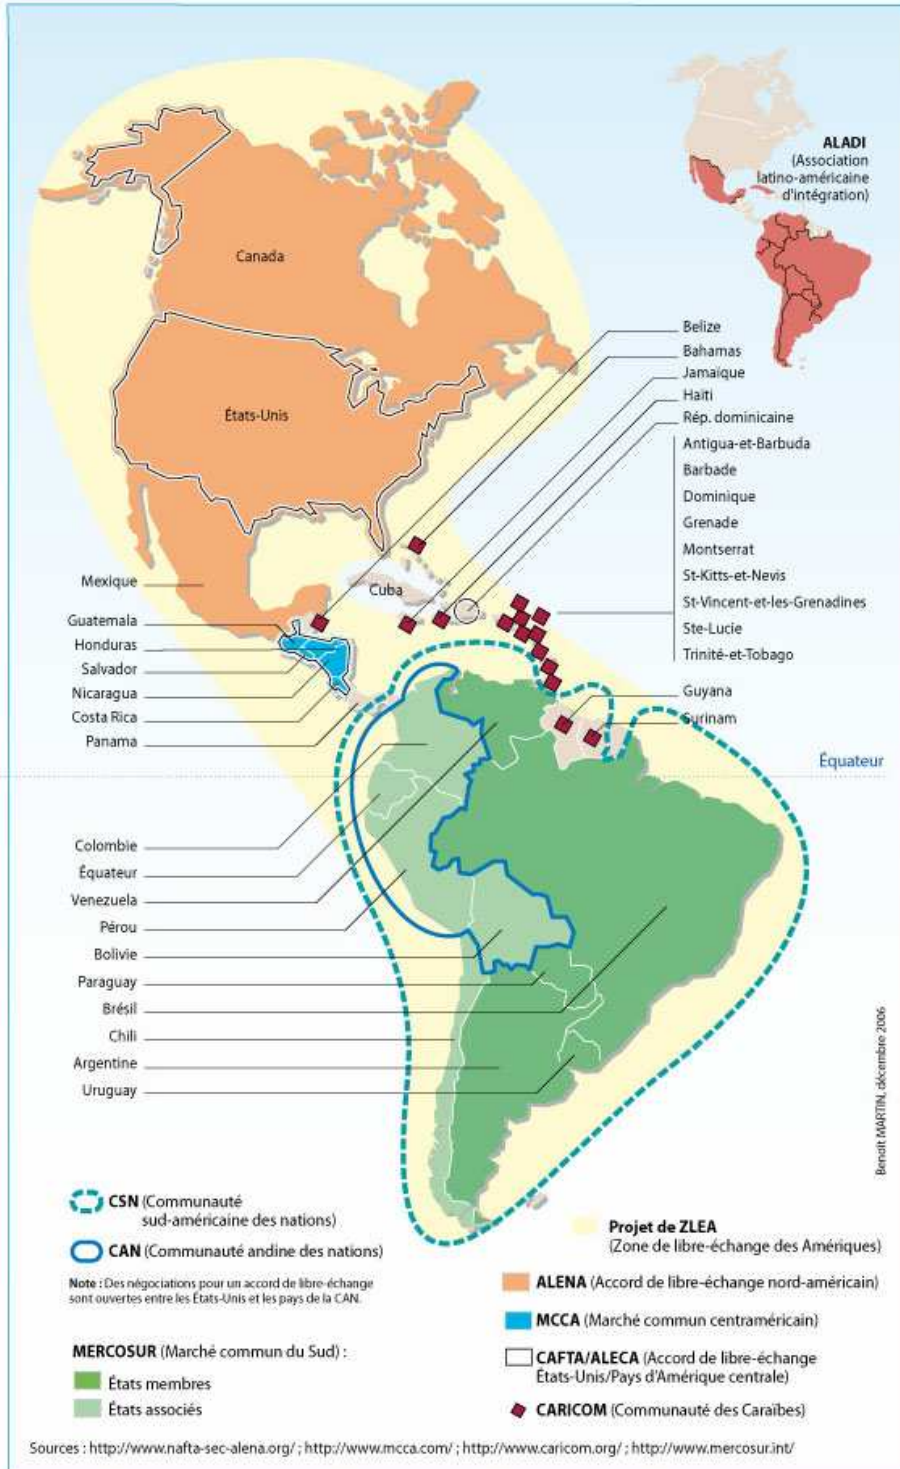 ALADI
(Association
latino-américaine
d'intégration)
Canada
États-Unis
Belize
Bahamas
Jamaïque
Haïti
Rép. dominicaine
Antigua-et-Barbuda
Barbade
Dominique
Grenade
Montserrat
St-Kitts-et-Nevis
St-Vincent-et-les-Grenadines
Ste-Lucie
Trinité-et-Tobago
Guyana
Surinam
Cuba
Mexique
Guatemala
Honduras
Salvador
Nicaragua
Costa Rica
Panama
Équateur
Colombie
Équateur
Venezuela
Pérou
Bolivie
Paraguay
Brésil
Chili
Argentine
Uruguay
Benoît MARTIN, décembre 2006
CSN (Communauté
sud-américaine des nations)
CAN (Communauté andine des nations)
Note : Des négociations pour un accord de libre-échange
sont ouvertes entre les États-Unis et les pays de la CAN.
MERCOSUR (Marché commun du Sud) :
États membres
États associés
Projet de ZLEA
(Zone de libre-échange des Amériques)
ALENA (Accord de libre-échange nord-américain)
MCCA (Marché commun centraméricain)
CAFTA/ALECA (Accord de libre-échange
États-Unis/Pays d'Amérique centrale)
CARICOM (Communauté des Caraïbes)
Sources : http://www.nafta-sec-alena.org/ ; http://www.mcca.com/ ; http://www.caricom.org/ ; http://www.mercosur.int/